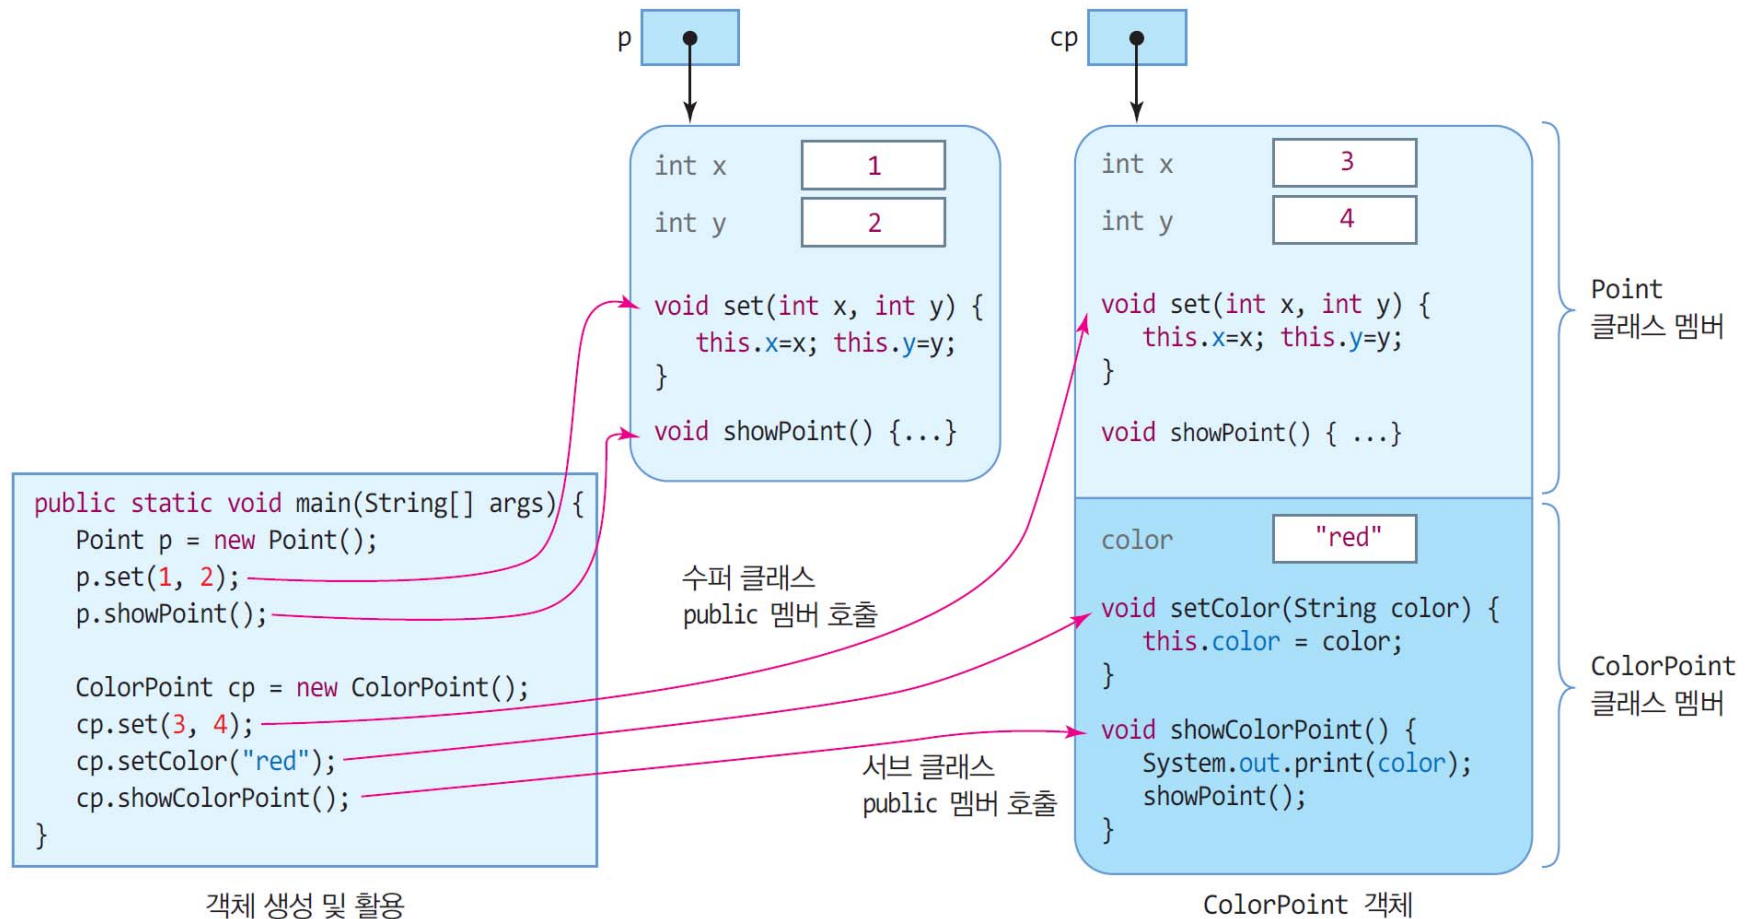 p
int x 1
int y 2
void set(int x, int y) {
this.x=x; this.y=y;
}
void showPoint() {...}
cp
int x 3
int y 4
void set(int x, int y) {
this.x=x; this.y=y;
}
void showPoint() { ...}
Point
클래스 멤버
color "red"
void setColor(String color) {
this.color = color;
}
void showColorPoint() {
System.out.print(color);
showPoint();
}
ColorPoint
클래스 멤버
public static void main(String[] args) {
Point p = new Point();
p.set(1, 2);
p.showPoint();
ColorPoint cp = new ColorPoint();
cp.set(3, 4);
cp.setColor("red");
cp.showColorPoint();
}
수퍼 클래스
public 멤버 호출
서브 클래스
public 멤버 호출
객체 생성 및 활용
ColorPoint 객체